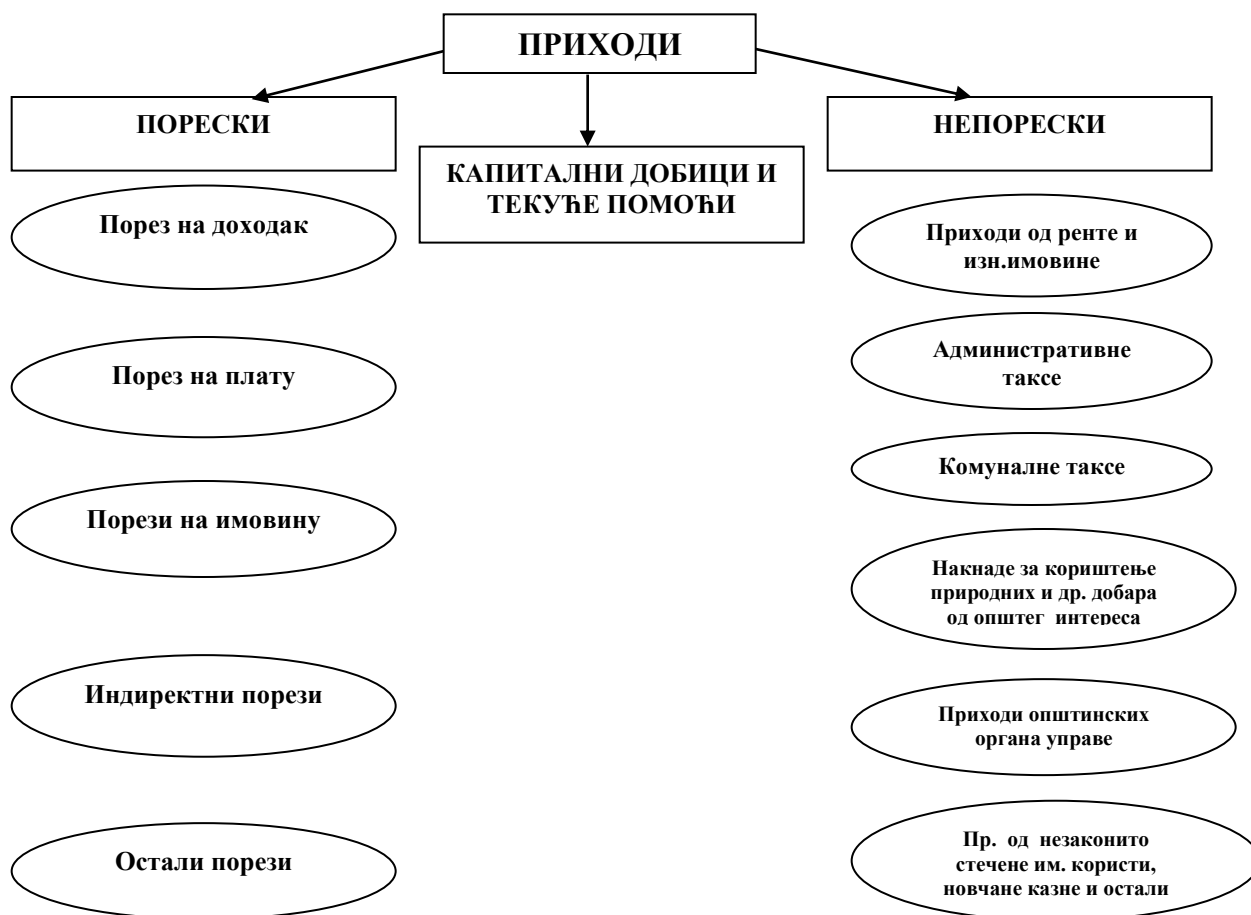 ПРИХОДИ
ПОРЕСКИ
КАПИТАЛНИ ДОБИЦИ И
ТЕКУЋЕ ПОМОЋИ
НЕПОРЕСКИ
Порез на доходак
Порез на плату
Порези на имовину
Индиректни порези
Остали порези
Приходи од ренте и
изн.имовине
Административне
таксе
Комуналне таксе
Накнаде за кориштење
природних и др. добара
од општег интереса
Приходи општинских
органа управе
Пр. од незаконито
стечене им. користи,
новчане казне и остали